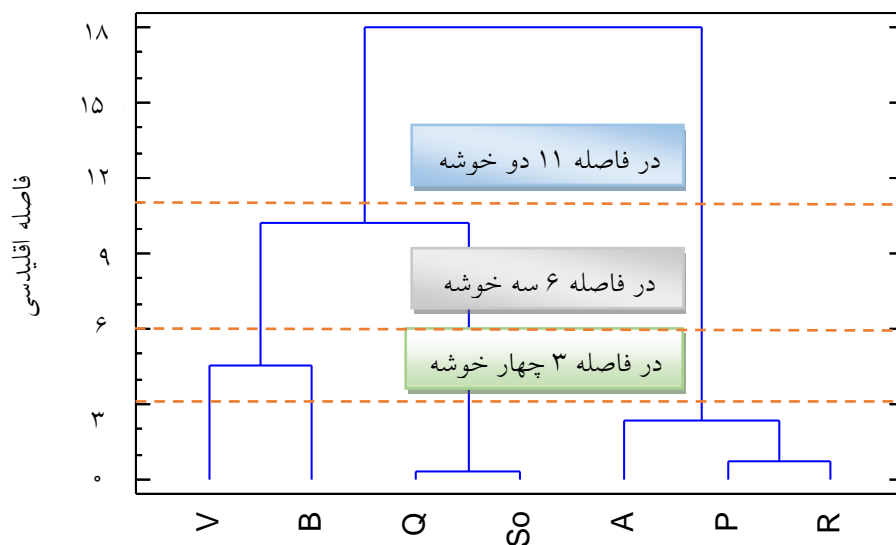 ۱۸
۱۵
۱۲
۹
۶
۳
۰
فاصله اقلیدسی
در فاصله ۱۱ دو خوشه
در فاصله ۶ سه خوشه
در فاصله ۳ چهار خوشه
V B Q So A P R